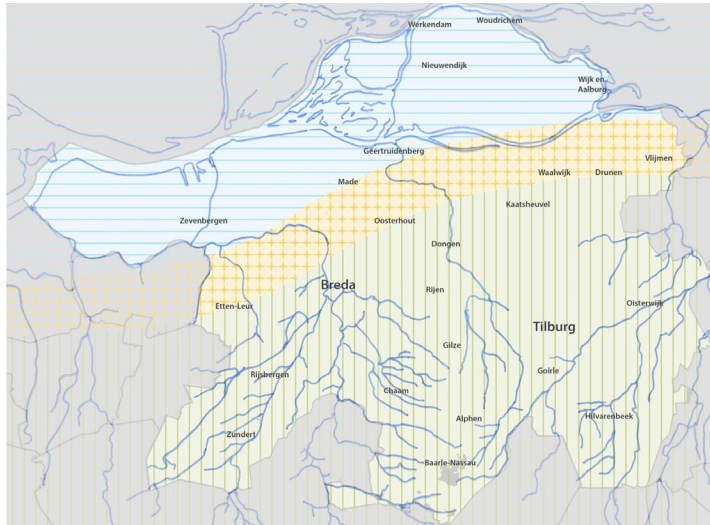 Werkendam
Woudrichem
Nieuwendijk
Wijk en
Aalburg
Geertruidenberg
Vlijmen
Made
Waalwijk
Drunen
Kaatsheuvel
Zevenbergen
Oosterhout
Dongen
Breda
Rijen
Oisterwijk
Etten-Leur
Tilburg
Gilze
Goirle
Rijsbergen
Chaam
Alphen
Hilvarenbeek
Zundert
Baarle-Nassau